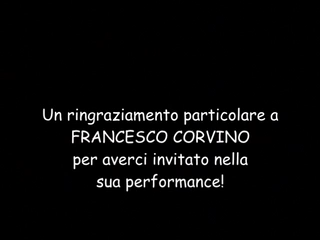 Un ringraziamento particolare a
FRANCESCO CORVINO
per averci invitato nella
sua performance!